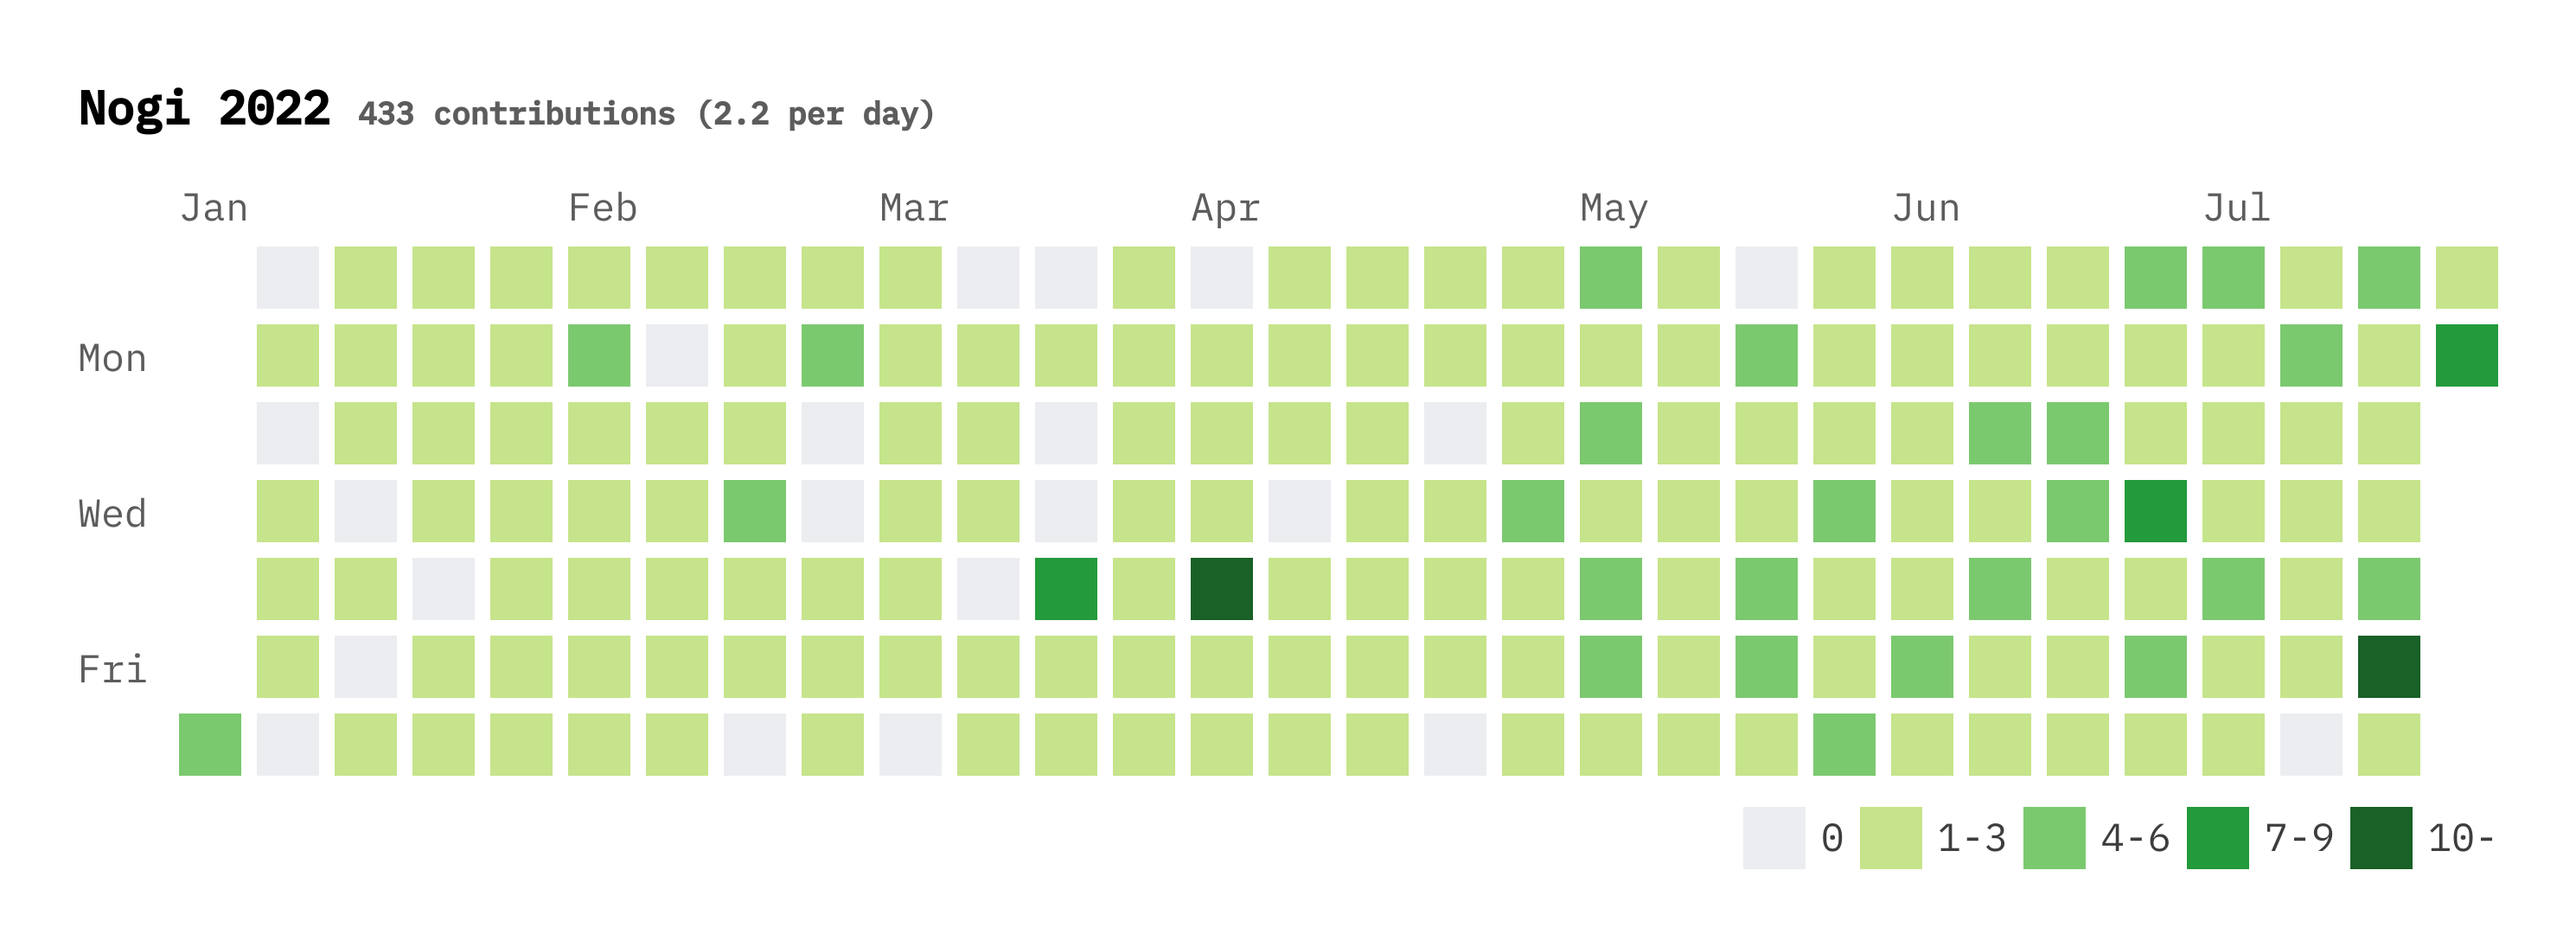 Nogi 2022 433 contributions (2.2 per day)
Jan Feb Mar Apr May Jun Jul
Mon
Wed
Fri
0 1-3 4-6 7-9 10-